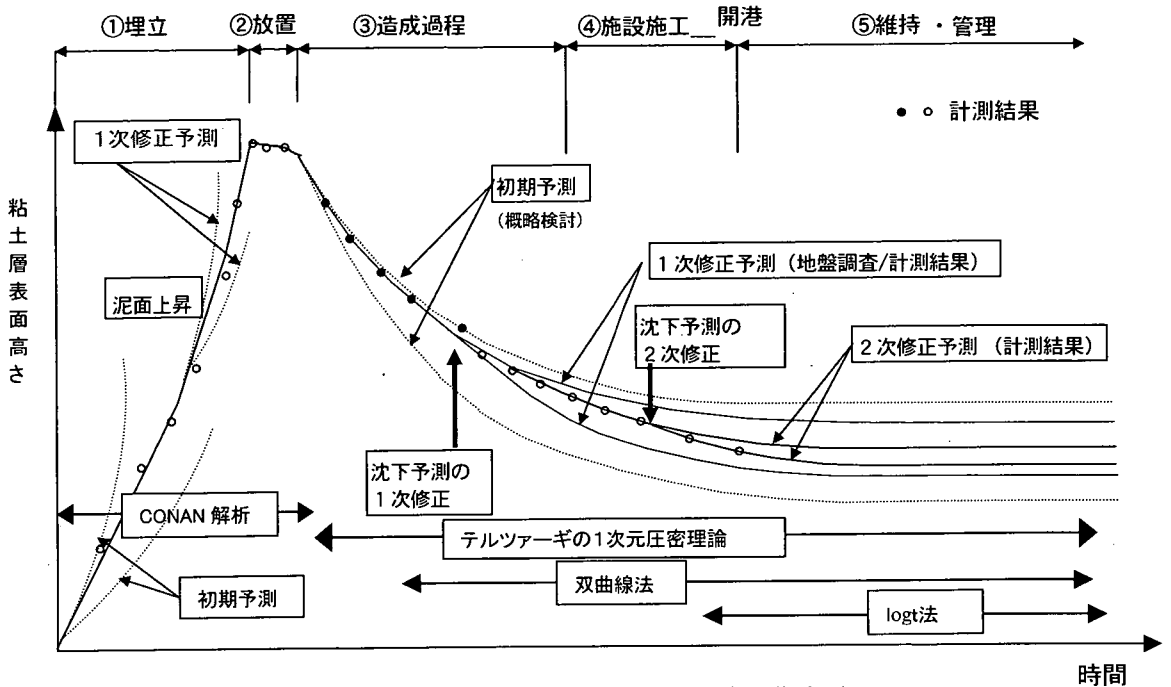 ①埋立
②放置
③造成過程
④施設施工
開港
⑤維持・管理
● ○ 計測結果
1次修正予測
初期予測
(概略検討)
粘土層表面高さ
泥面上昇
1次修正予測(地盤調査/計測結果)
沈下予測の
2次修正
2次修正予測 (計測結果)
沈下予測の
1次修正
CONAN 解析
テルツァーギの1次元圧密理論
双曲線法
初期予測
logt法
時間